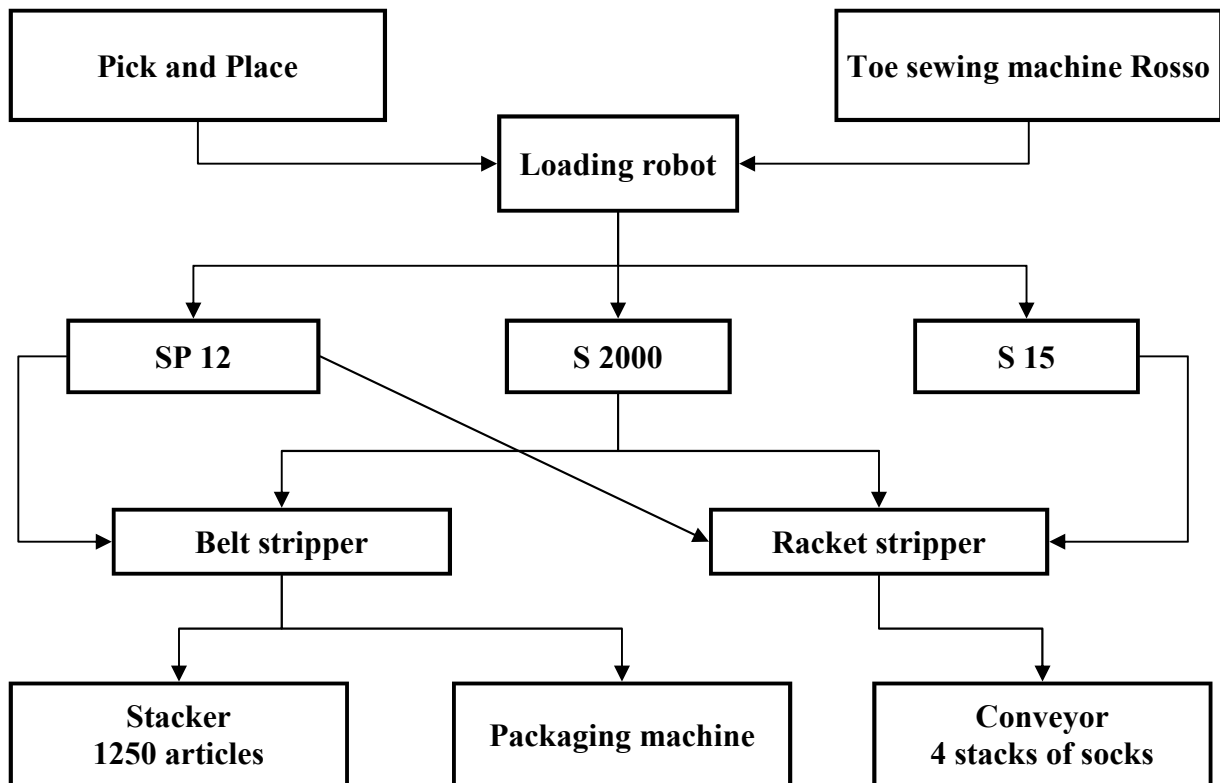 Pick and Place
Toe sewing machine Rosso
Loading robot
SP 12
S 2000
S 15
Belt stripper
Racket stripper
Stacker
1250 articles
Packaging machine
Conveyor
4 stacks of socks